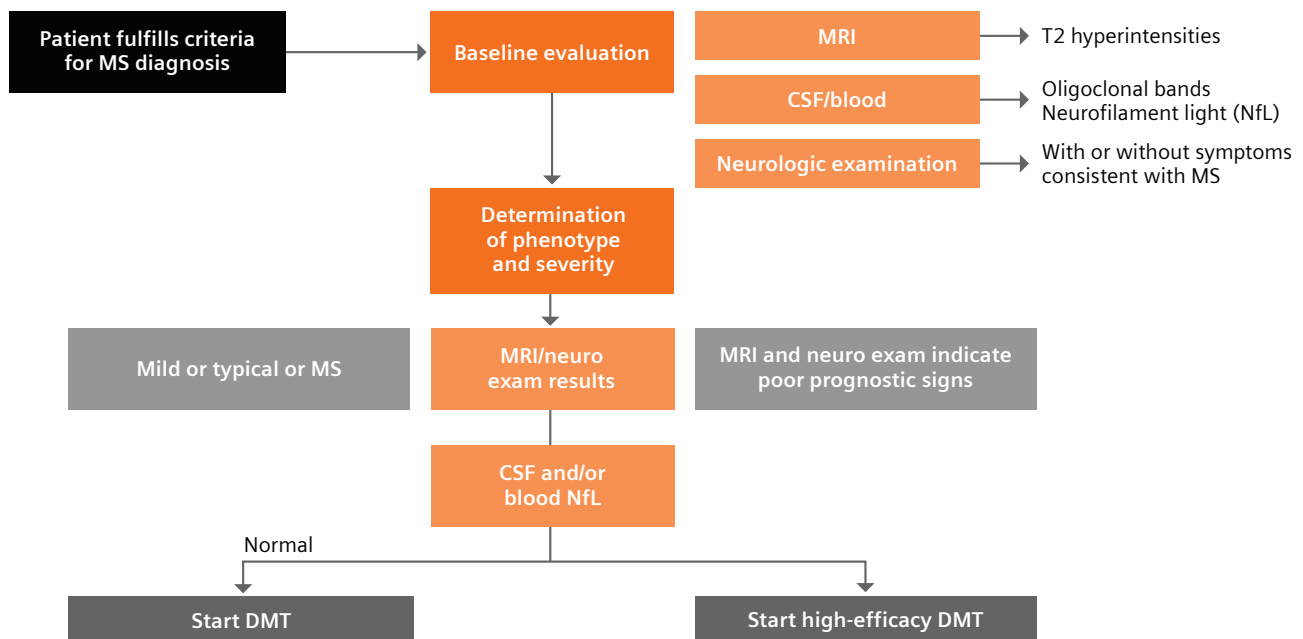 Patient fulfills criteria
for MS diagnosis
Baseline evaluation
MRI
T2 hyperintensities
CSF/blood
Oligoclonal bands
Neurofilament light (NfL)
Neurologic examination
With or without symptoms
consistent with MS
Determination
of phenotype
and severity
Mild or typical or MS
MRI/neuro
exam results
MRI and neuro exam indicate
poor prognostic signs
CSF and/or
blood NfL
Normal
Start DMT
Start high-efficacy DMT